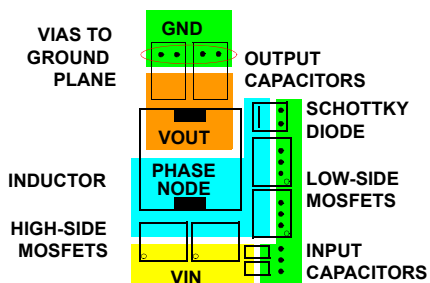 VIAS TO
GROUND
PLANE
GND
OUTPUT
CAPACITORS
SCHOTTKY
DIODE
VOUT
INDUCTOR
PHASE
NODE
LOW-SIDE
MOSFETS
HIGH-SIDE
MOSFETS
VIN
INPUT
CAPACITORS